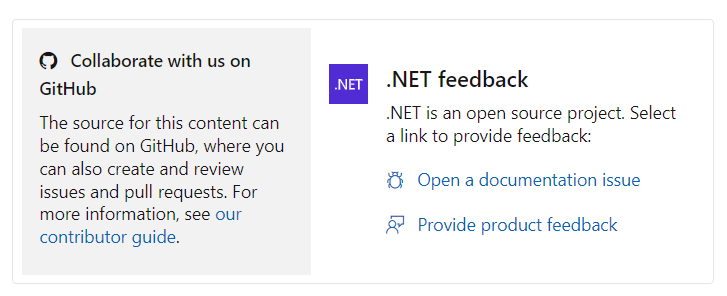 Collaborate with us on
GitHub
The source for this content can
be found on GitHub, where you
can also create and review
issues and pull requests. For
more information, see our
contributor guide.
.NET
.NET feedback
.NET is an open source project. Select
a link to provide feedback:
Open a documentation issue
Provide product feedback